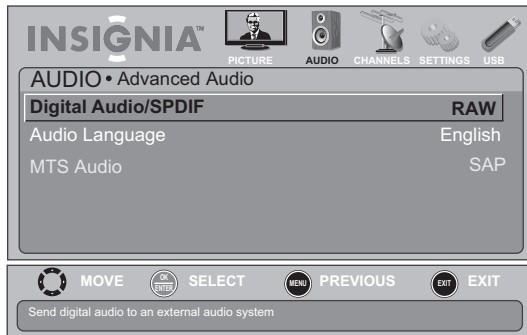 INSIGNIA™
PICTURE AUDIO CHANNELS SETTINGS USB
AUDIO • Advanced Audio
Digital Audio/SPDIF RAW
Audio Language English
MTS Audio SAP
MOVE OK ENTER SELECT MENU PREVIOUS EXIT EXIT
Send digital audio to an external audio system